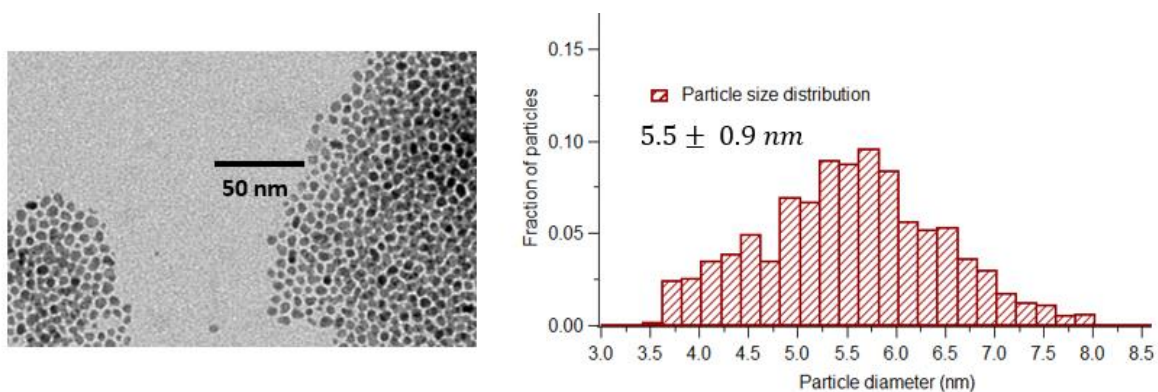 50 nm
Fraction of particles
0.15
0.10
0.05
0.00
Particle size distribution
5.5 ± 0.9 nm
3.0 3.5 4.0 4.5 5.0 5.5 6.0 6.5 7.0 7.5 8.0 8.5
Particle diameter (nm)